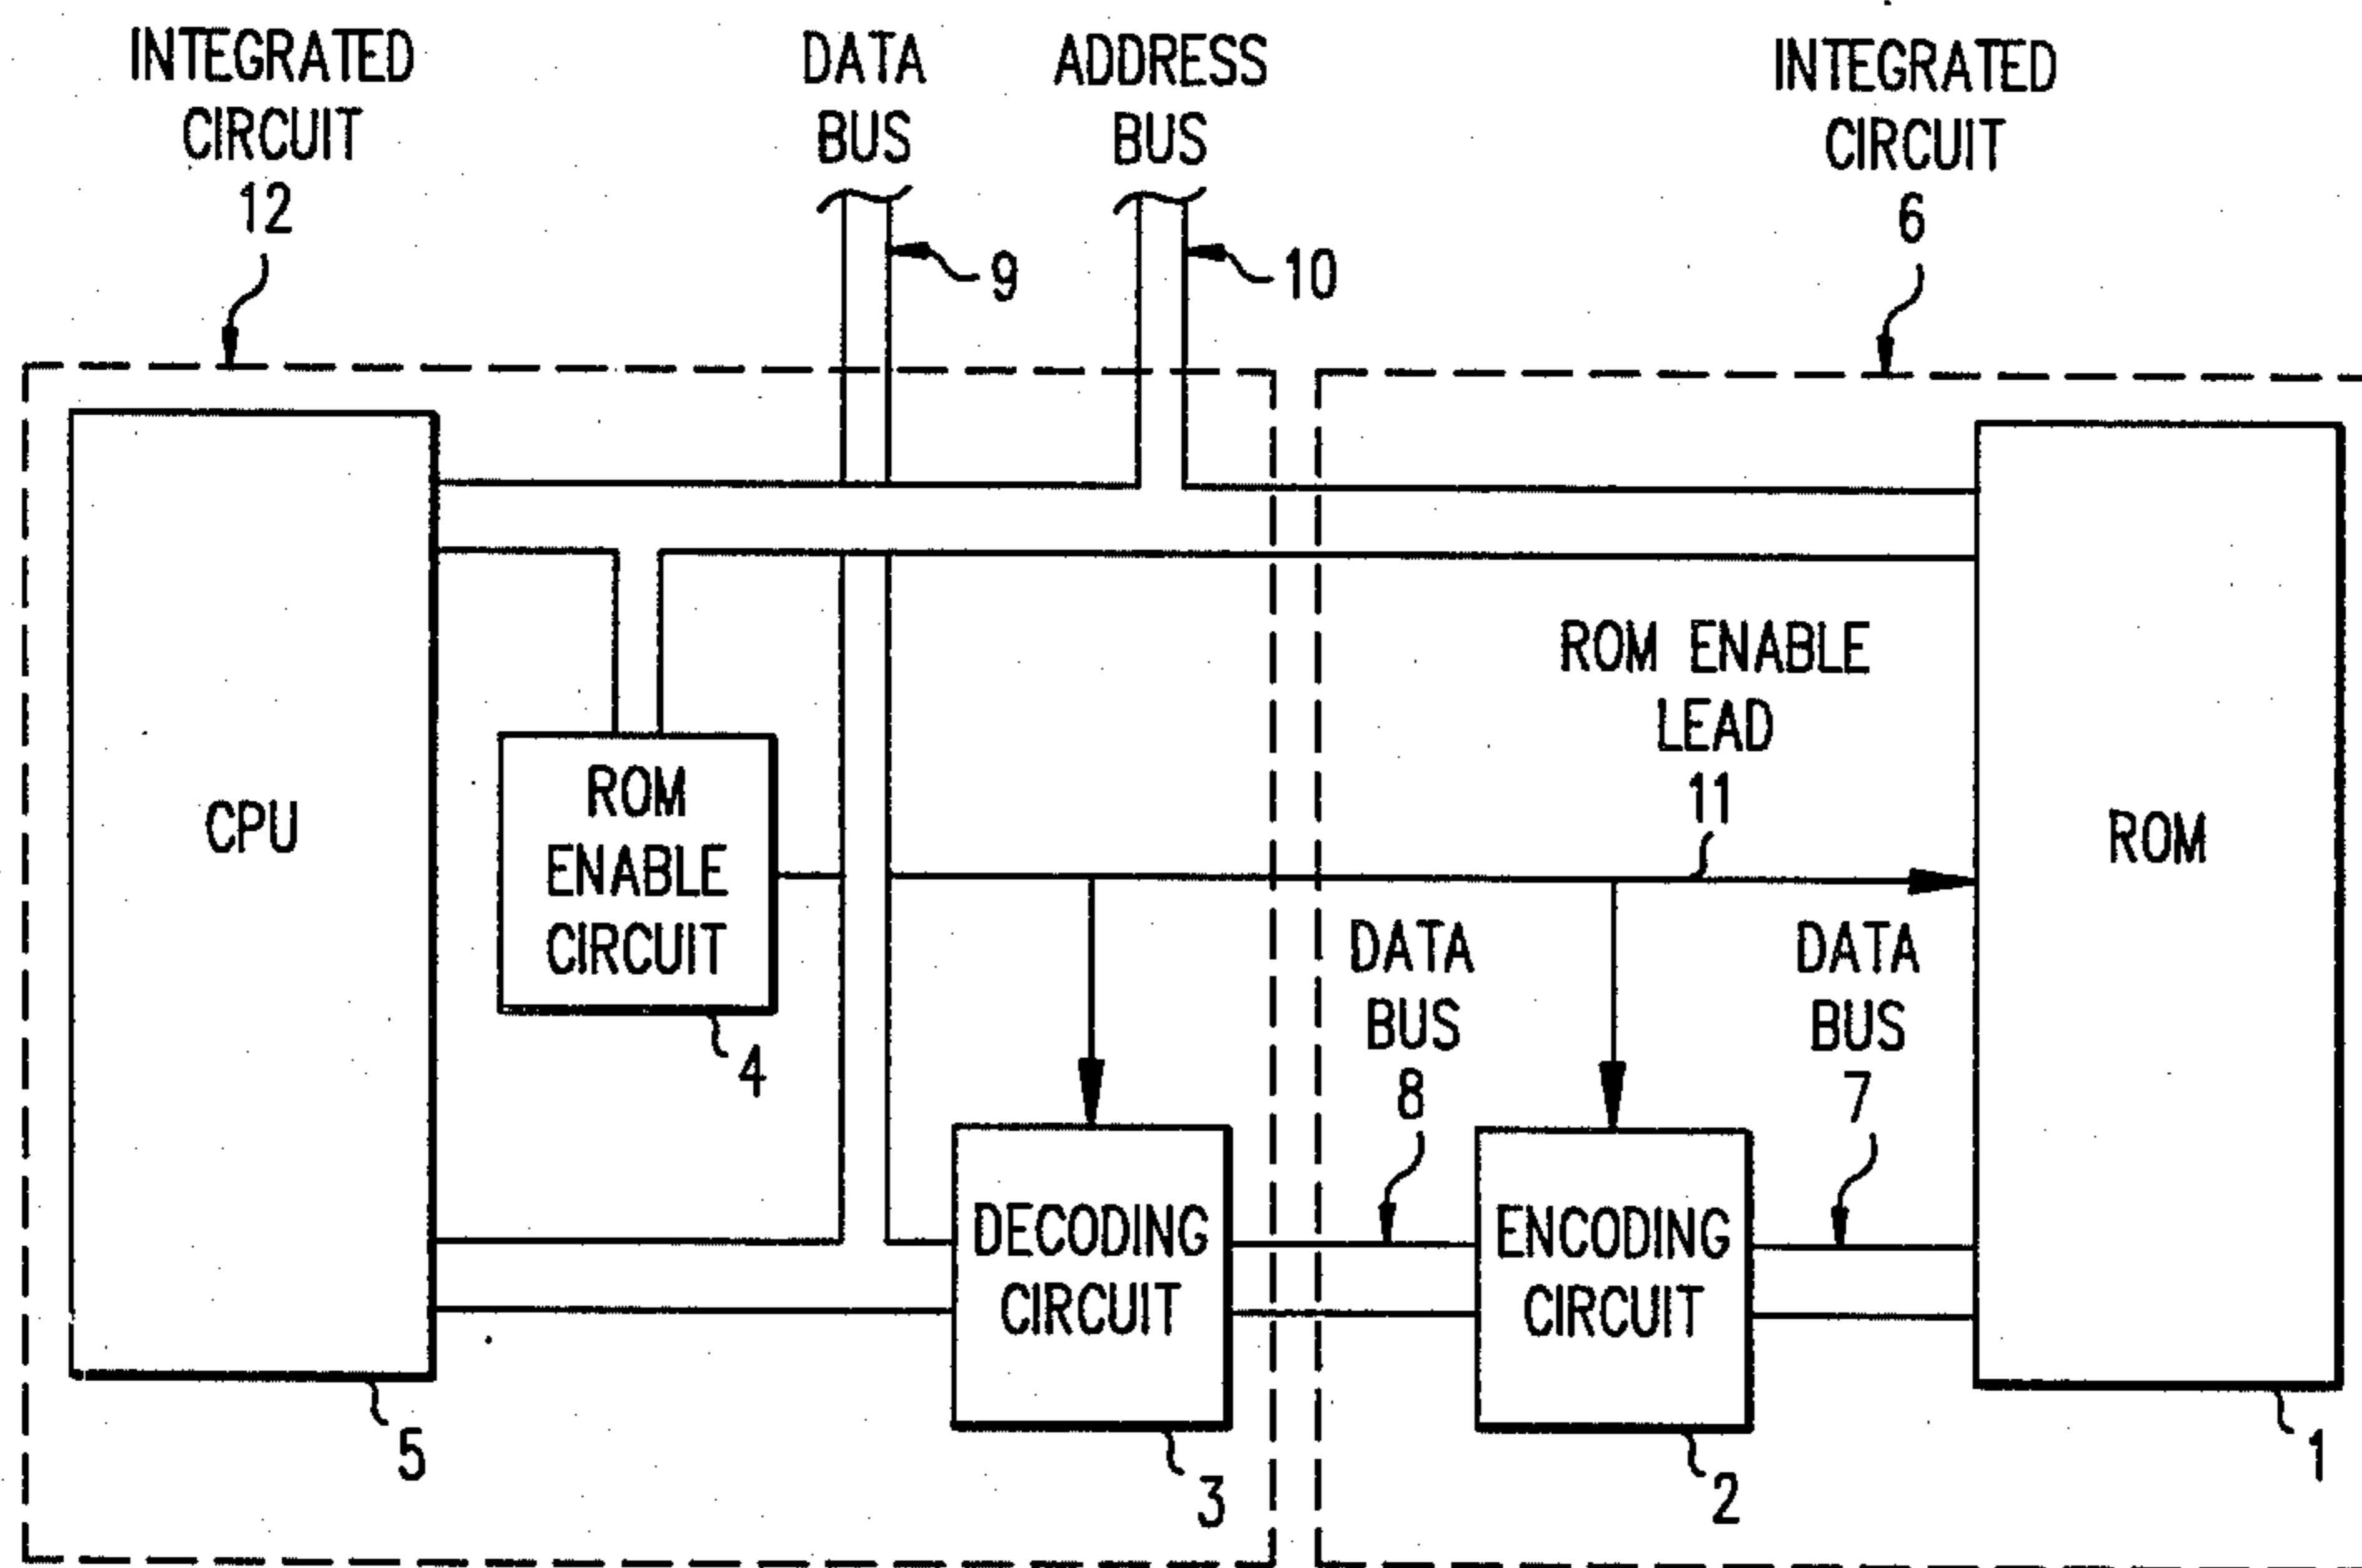 INTEGRATED
CIRCUIT
12
DATA
BUS
9
ADDRESS
BUS
10
INTEGRATED
CIRCUIT
6
CPU
5
ROM
ENABLE
CIRCUIT
4
ROM ENABLE
LEAD
11
ROM
1
DATA
BUS
8
DATA
BUS
7
DECODING
CIRCUIT
3
ENCODING
CIRCUIT
2